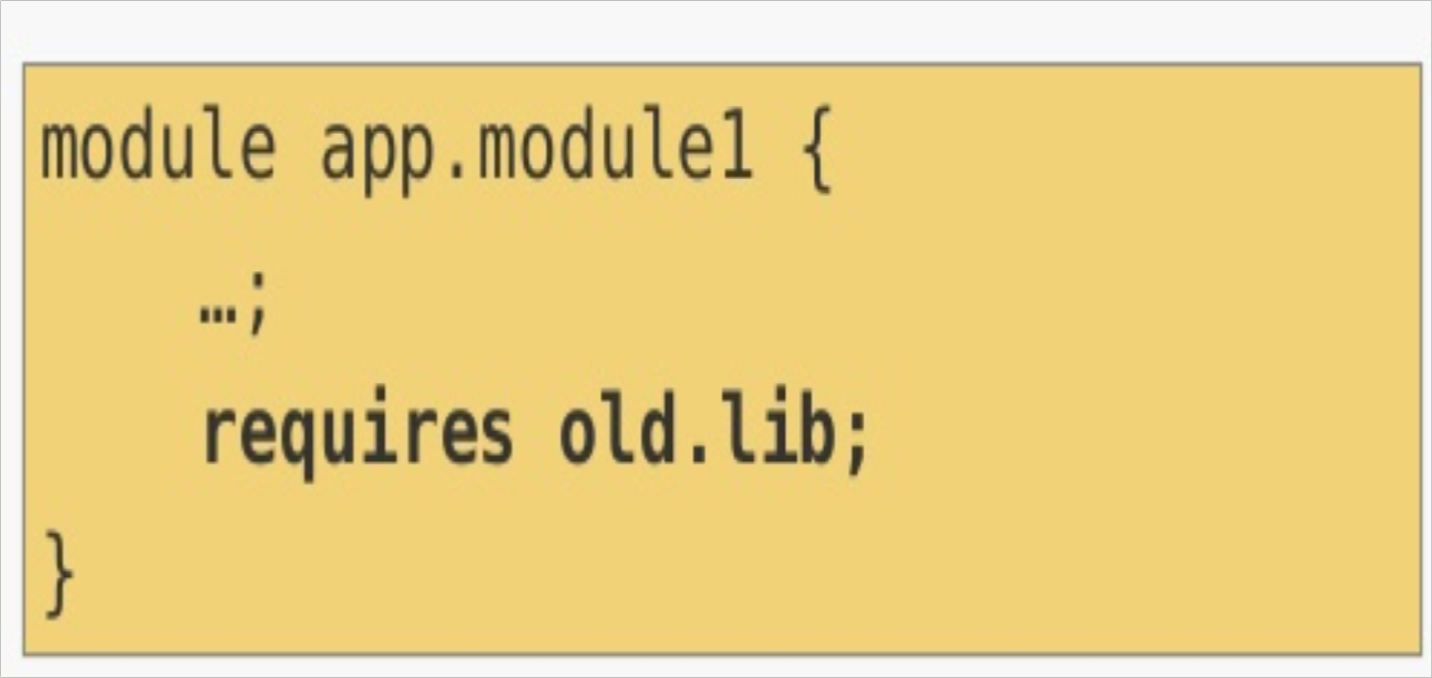 module app.module1 {
…;
requires old.lib;
}